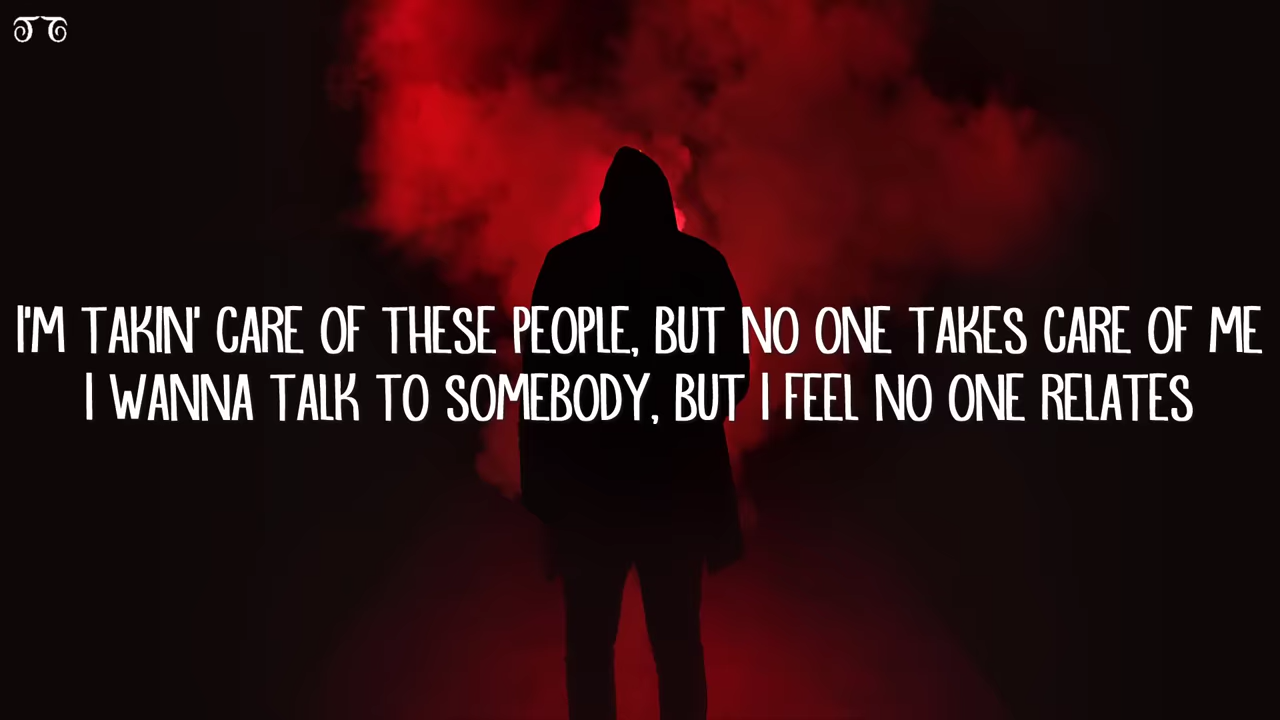 I'M TAKIN' CARE OF THESE PEOPLE, BUT NO ONE TAKES CARE OF ME
I WANNA TALK TO SOMEBODY, BUT I FEEL NO ONE RELATES